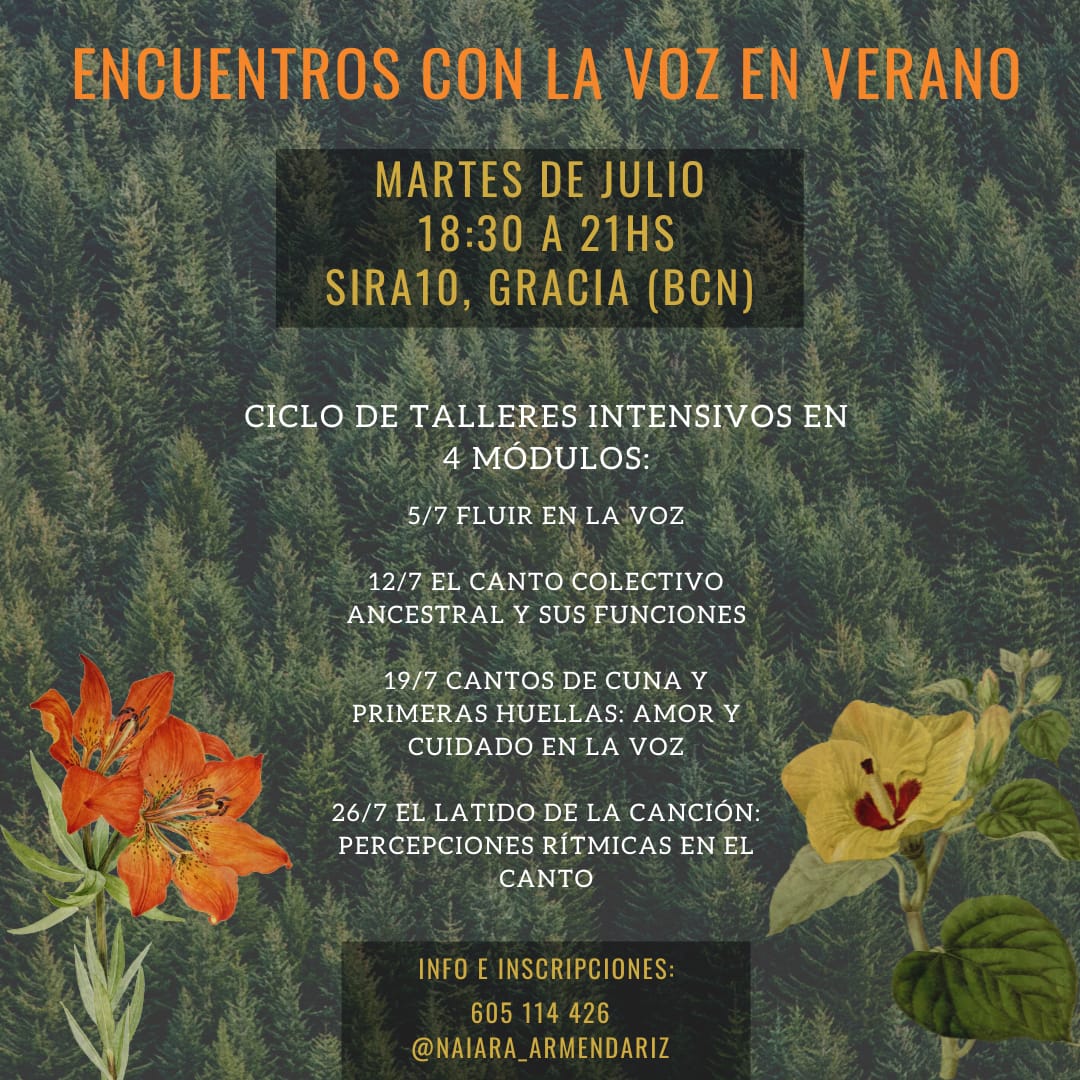 ENCUENTROS CON LA VOZ EN VERANO
MARTES DE JULIO
18:30 A 21HS
SIRA10, GRACIA (BCN)
CICLO DE TALLERES INTENSIVOS EN
4 MÓDULOS:
5/7 FLUIR EN LA VOZ
12/7 EL CANTO COLECTIVO
ANCESTRAL Y SUS FUNCIONES
19/7 CANTOS DE CUNA Y
PRIMERAS HUELLAS: AMOR Y
CUIDADO EN LA VOZ
26/7 EL LATIDO DE LA CANCIÓN:
PERCEPCIONES RÍTMICAS EN EL
CANTO
INFO E INSCRIPCIONES:
605 114 426
@NAIARA_ARMENDARIZ